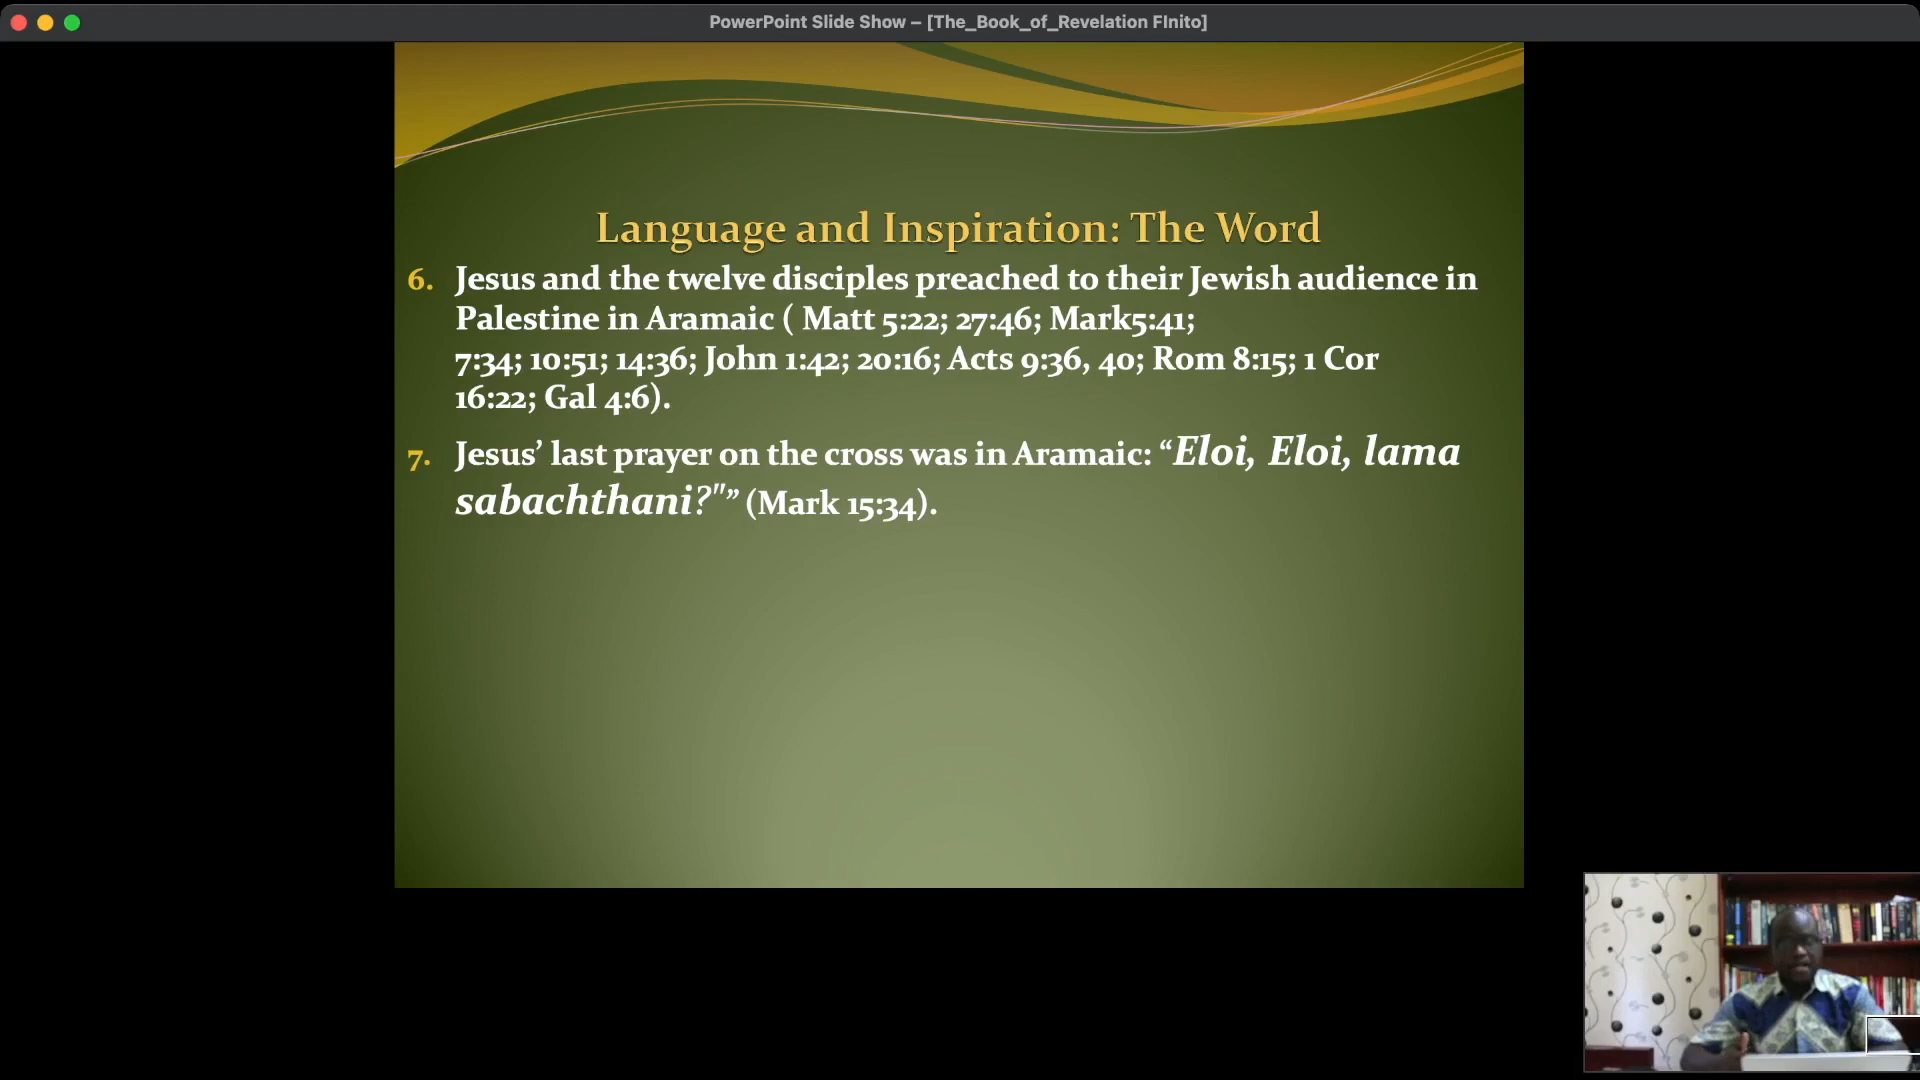 PowerPoint Slide Show – [The_Book_of_Revelation FInito]
Language and Inspiration: The Word
6. Jesus and the twelve disciples preached to their Jewish audience in
Palestine in Aramaic ( Matt 5:22; 27:46; Mark5:41;
7:34; 10:51; 14:36; John 1:42; 20:16; Acts 9:36, 40; Rom 8:15; 1 Cor
16:22; Gal 4:6).
7. Jesus’ last prayer on the cross was in Aramaic: “Eloi, Eloi, lama
sabachthani?"” (Mark 15:34).